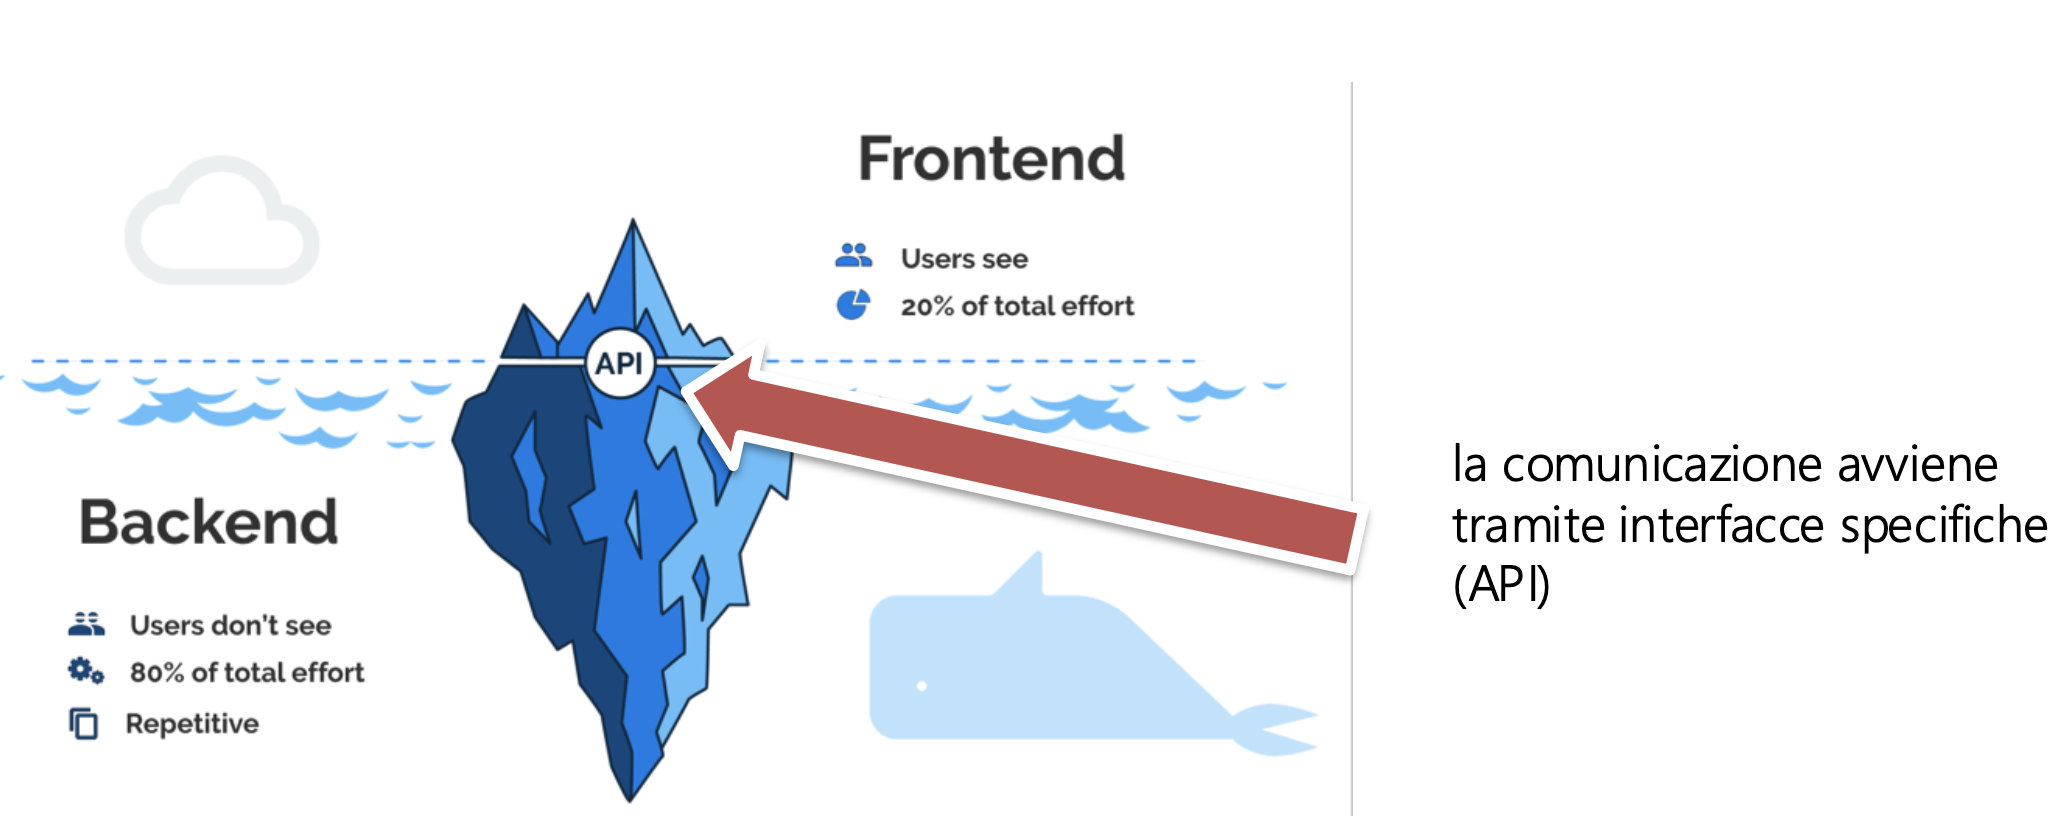 Frontend
Users see
20% of total effort
API
Backend
Users don't see
80% of total effort
Repetitive
la comunicazione avviene
tramite interfacce specifiche
(API)